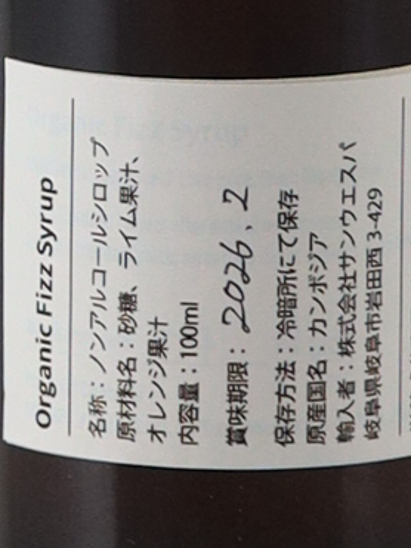 Organic Fizz Syrup
名称：ノンアルコールシロップ
原材料名：砂糖、ライム果汁、
オレンジ果汁
内容量：100ml
賞味期限：2026.2
保存方法：冷暗所にて保存
原産国名：カンボジア
輸入者：株式会社サンウエスパ
岐阜県岐阜市岩田西 3-429